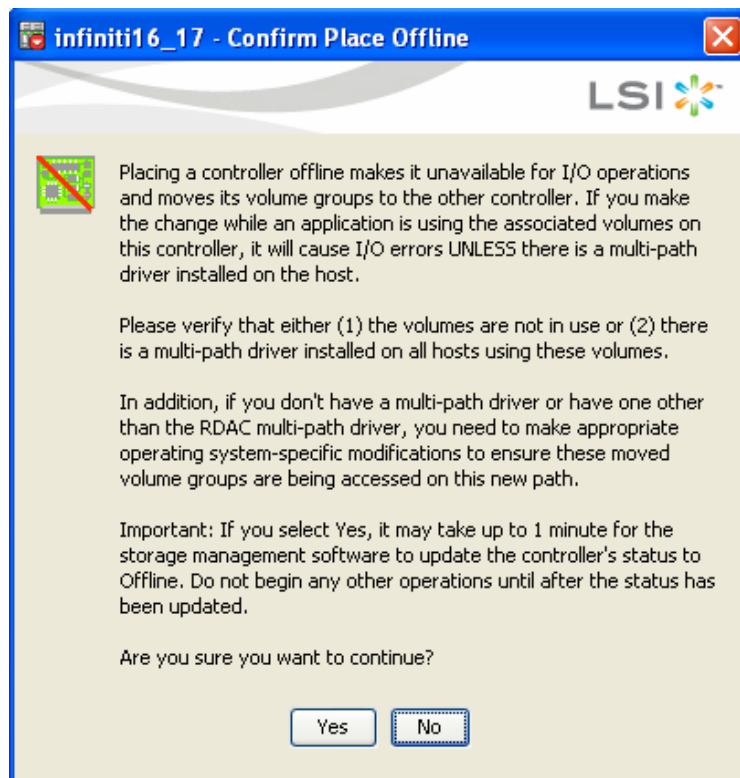 infiniti16_17 - Confirm Place Offline
LSI
Placing a controller offline makes it unavailable for I/O operations
and moves its volume groups to the other controller. If you make
the change while an application is using the associated volumes on
this controller, it will cause I/O errors UNLESS there is a multi-path
driver installed on the host.
Please verify that either (1) the volumes are not in use or (2) there
is a multi-path driver installed on all hosts using these volumes.
In addition, if you don't have a multi-path driver or have one other
than the RDAC multi-path driver, you need to make appropriate
operating system-specific modifications to ensure these moved
volume groups are being accessed on this new path.
Important: If you select Yes, it may take up to 1 minute for the
storage management software to update the controller's status to
Offline. Do not begin any other operations until after the status has
been updated.
Are you sure you want to continue?
Yes No